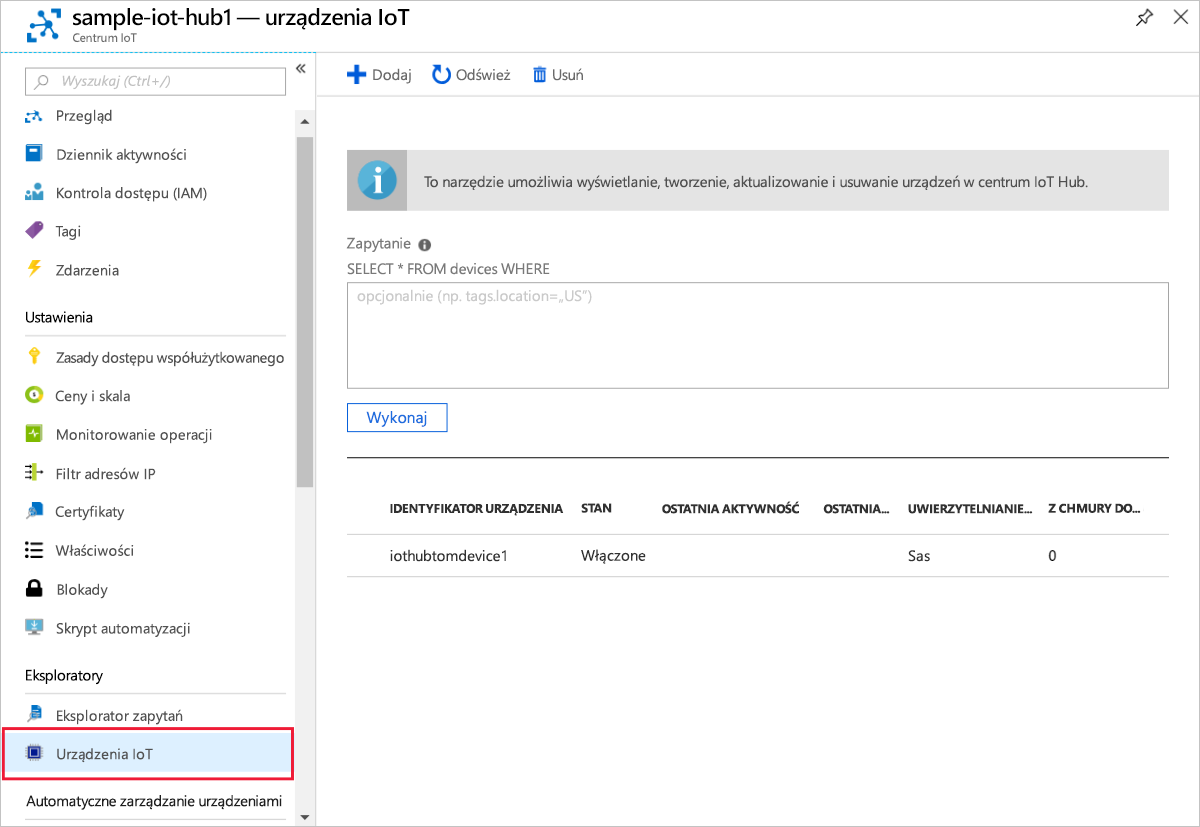 sample-iot-hub1 — urządzenia IoT
Centrum IoT
Wyszukaj (Ctrl+/)
«
Przegląd
Dziennik aktywności
Kontrola dostępu (IAM)
Tagi
Zdarzenia
Ustawienia
Zasady dostępu współużytkowanego
Ceny i skala
Monitorowanie operacji
Filtr adresów IP
Certyfikaty
Właściwości
Blokady
Skrypt automatyzacji
Eksploratory
Eksplorator zapytań
Urządzenia IoT
Automatyczne zarządzanie urządzeniami
Dodaj Odśwież Usuń
To narzędzie umożliwia wyświetlanie, tworzenie, aktualizowanie i usuwanie urządzeń w centrum IoT Hub.
Zapytanie
SELECT * FROM devices WHERE
opcjonalnie (np. tags.location=„US”)
Wykonaj
IDENTYFIKATOR URZĄDZENIA STAN OSTATNIA AKTYWNOŚĆ OSTATNIA... UWIERZYTELNIANIE... Z CHMURY DO...
iothubtomdevice1 Włączone Sas 0